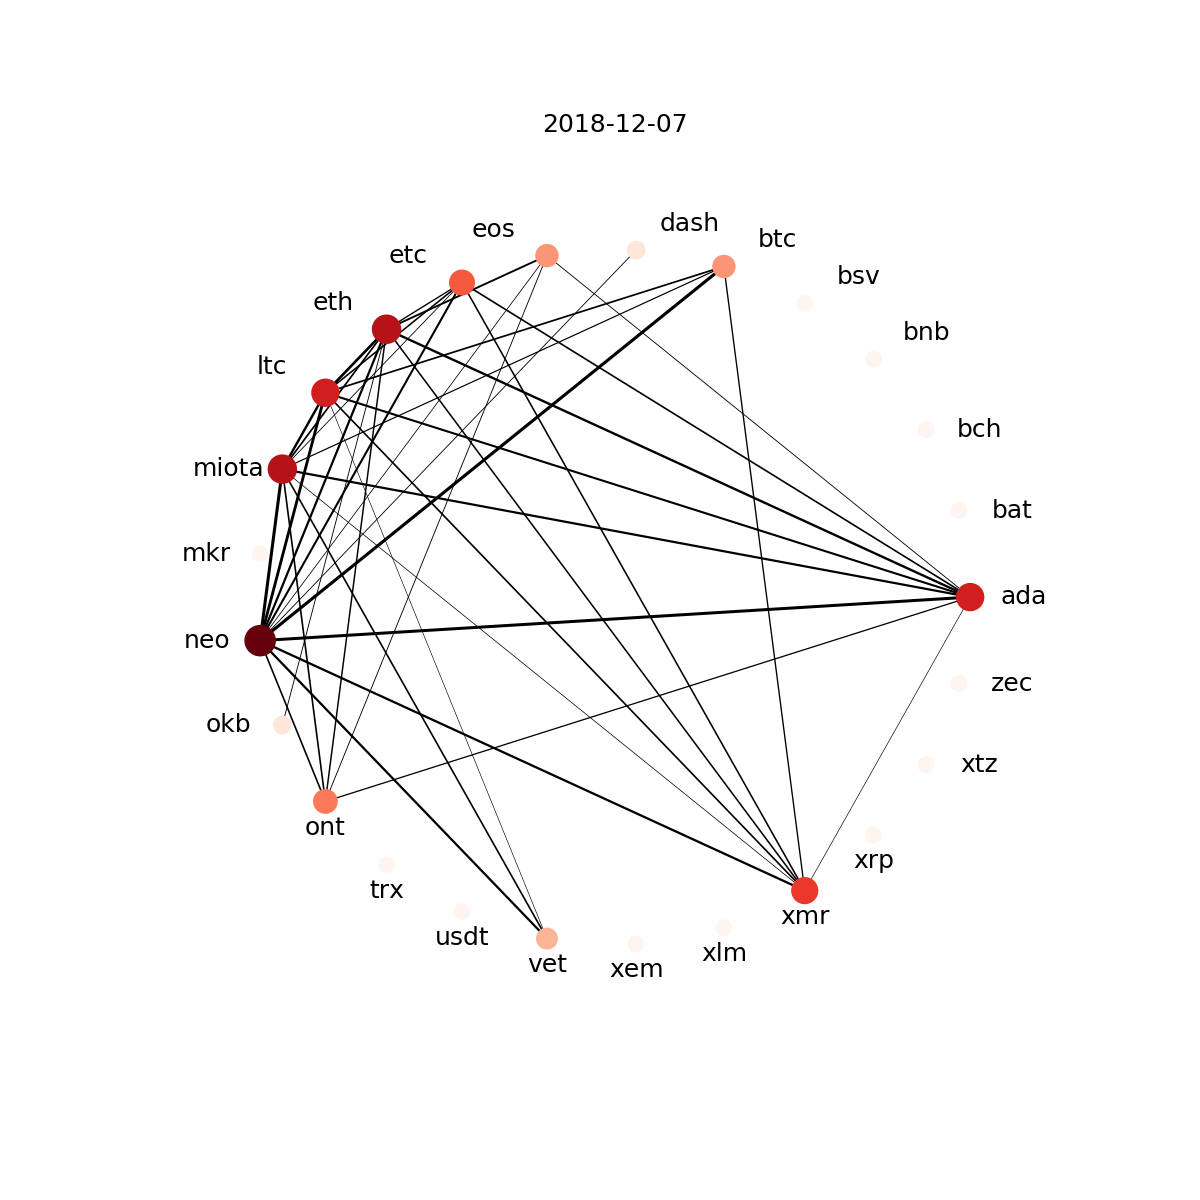 2018-12-07
dash
eos
btc
etc
bsv
eth
bnb
ltc
bch
miota
bat
mkr
ada
neo
zec
okb
xtz
ont
xrp
trx
xmr
usdt
xlm
vet
xem